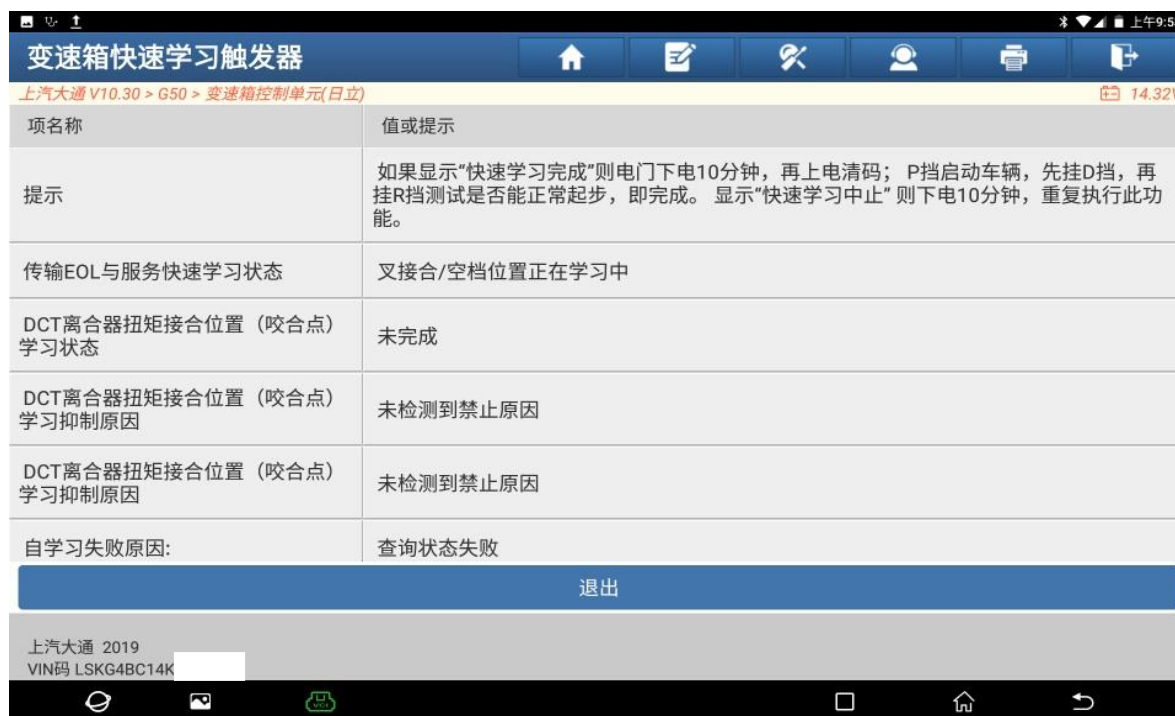 上午9:5
变速箱快速学习触发器
上汽大通 V10.30 > G50 > 变速箱控制单元(日立)
14.32V
项名称
值或提示
提示
如果显示“快速学习完成”则电门下电10分钟，再上电清码； P挡启动车辆，先挂D挡，再
挂R挡测试是否能正常起步，即完成。 显示“快速学习中止” 则下电10分钟，重复执行此功
能。
传输EOL与服务快速学习状态
叉接合/空档位置正在学习中
DCT离合器扭矩接合位置（咬合点）
学习状态
未完成
DCT离合器扭矩接合位置（咬合点）
学习抑制原因
未检测到禁止原因
DCT离合器扭矩接合位置（咬合点）
学习抑制原因
未检测到禁止原因
自学习失败原因:
查询状态失败
退出
上汽大通 2019
VIN码 LSKG4BC14K
VCI